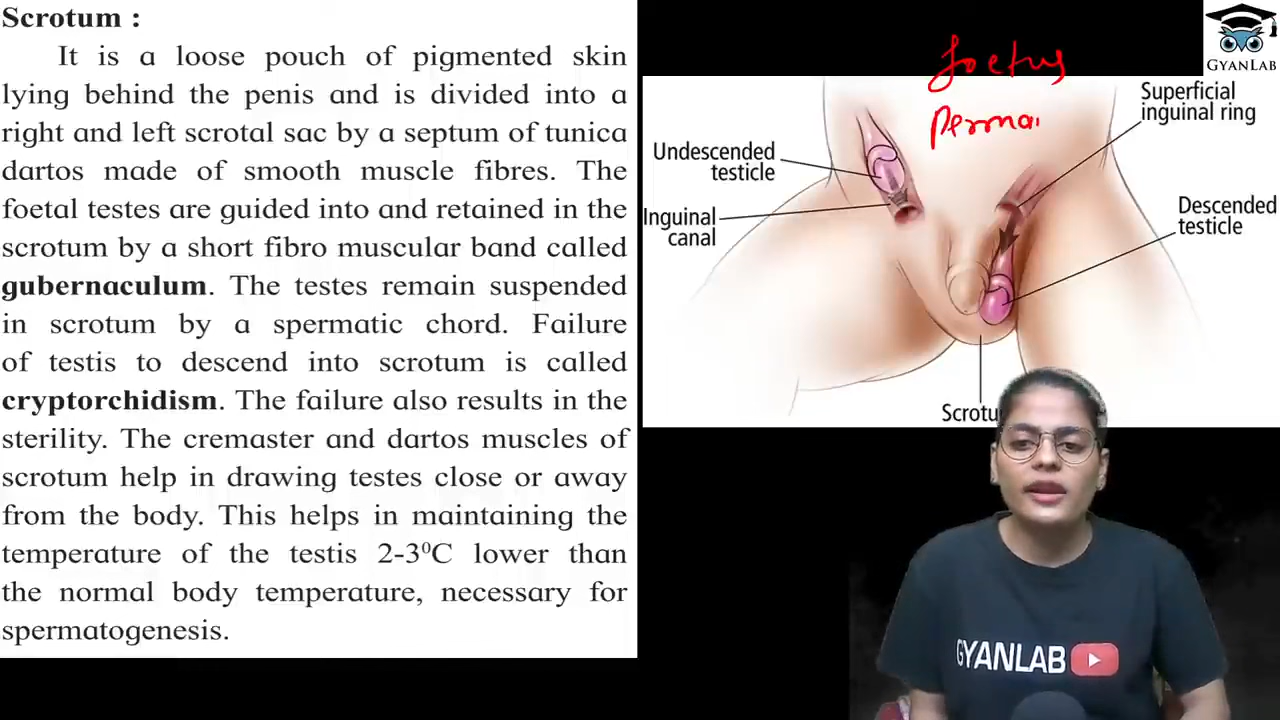 Scrotum :
It is a loose pouch of pigmented skin
lying behind the penis and is divided into a
right and left scrotal sac by a septum of tunica
dartos made of smooth muscle fibres. The
foetal testes are guided into and retained in the
scrotum by a short fibro muscular band called
gubernaculum. The testes remain suspended
in scrotum by a spermatic chord. Failure
of testis to descend into scrotum is called
cryptorchidism. The failure also results in the
sterility. The cremaster and dartos muscles of
scrotum help in drawing testes close or away
from the body. This helps in maintaining the
temperature of the testis 2-3⁰C lower than
the normal body temperature, necessary for
spermatogenesis.
foetus
perma
GYANLAB
Superficial
inguinal ring
Undescended
testicle
Inguinal
canal
Descended
testicle
Scrotu
GYANLAB